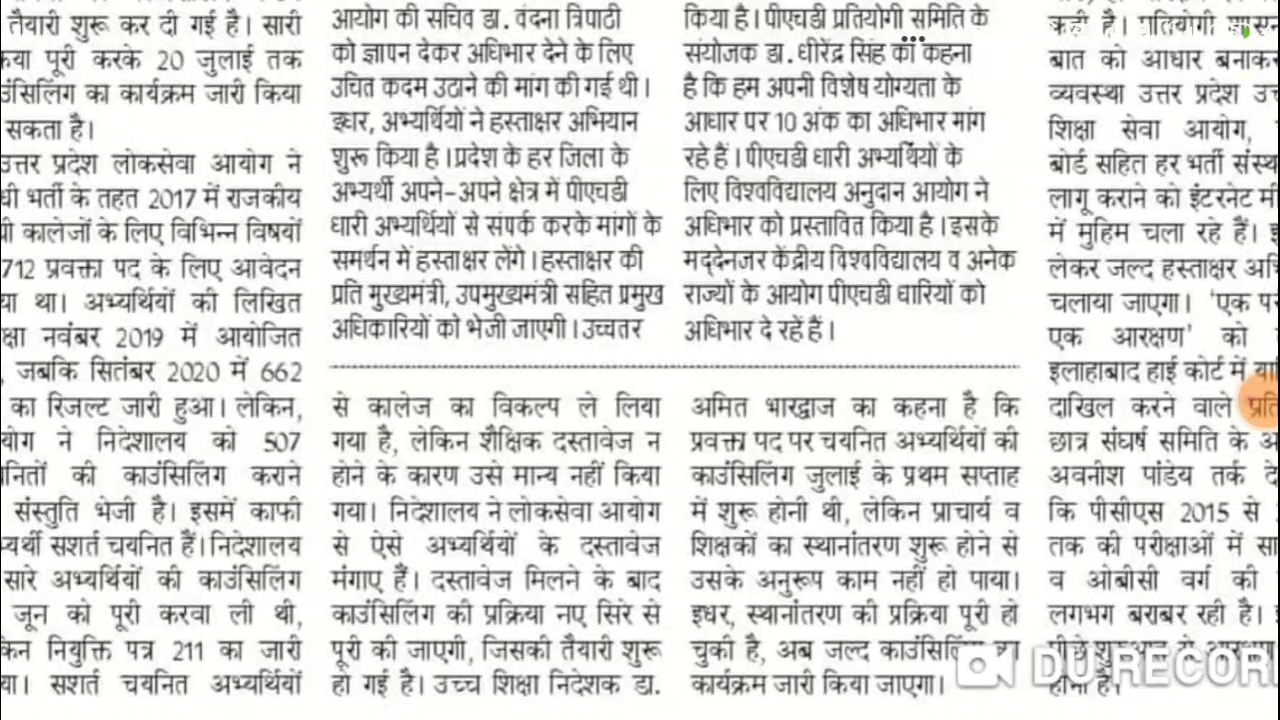 तैयारी शुरू कर दी गई है। सारी
पूरी करके 20 जुलाई तक
का कार्यक्रम जारी किया
सकता है।
उत्तर प्रदेश लोकसेवा आयोग ने
भर्ती के तहत 2017 में राजकीय
कालेजों के लिए विभिन्न विषयों
712 प्रवक्ता पद के लिए आवेदन
था। अभ्यर्थियों की लिखित
नवंबर 2019 में आयोजित
, जबकि सितंबर 2020 में 662
का रिजल्ट जारी हुआ। लेकिन,
ने निदेशालय को 507
की काउंसिलिंग कराने
संस्तुति भेजी है। इसमें काफी
सशर्त चयनित हैं। निदेशालय
सारे अभ्यर्थियों की काउंसिलिंग
जून को पूरी करवा ली थी,
नियुक्ति पत्र 211 का जारी
सशर्त चयनित अभ्यर्थियों
आयोग की सचिव डा. वंदना त्रिपाठी
को ज्ञापन देकर अधिभार देने के लिए
उचित कदम उठाने की मांग की गई थी।
इधर, अभ्यर्थियों ने हस्ताक्षर अभियान
शुरू किया है। प्रदेश के हर जिला के
अभ्यर्थी अपने-अपने क्षेत्र में पीएचडी
धारी अभ्यर्थियों से संपर्क करके मांगों के
समर्थन में हस्ताक्षर लेंगे। हस्ताक्षर की
प्रति मुख्यमंत्री, उपमुख्यमंत्री सहित प्रमुख
अधिकारियों को भेजी जाएगी। उच्चतर
किया है। पीएचडी प्रतियोगी समिति के
संयोजक डा. धीरेंद्र सिंह का कहना
है कि हम अपनी विशेष योग्यता के
आधार पर 10 अंक का अधिभार मांग
रहे हैं। पीएचडी धारी अभ्यर्थियों के
लिए विश्वविद्यालय अनुदान आयोग ने
अधिभार को प्रस्तावित किया है। इसके
मद्देनजर केंद्रीय विश्वविद्यालय व अनेक
राज्यों के आयोग पीएचडी धारियों को
अधिभार दे रहें हैं।
से कालेज का विकल्प ले लिया
गया है, लेकिन शैक्षिक दस्तावेज न
होने के कारण उसे मान्य नहीं किया
गया। निदेशालय ने लोकसेवा आयोग
से ऐसे अभ्यर्थियों के दस्तावेज
मंगाए हैं। दस्तावेज मिलने के बाद
काउंसिलिंग की प्रक्रिया नए सिरे से
पूरी की जाएगी, जिसकी तैयारी शुरू
हो गई है। उच्च शिक्षा निदेशक डा.
अमित भारद्वाज का कहना है कि
प्रवक्ता पद पर चयनित अभ्यर्थियों की
काउंसिलिंग जुलाई के प्रथम सप्ताह
में शुरू होनी थी, लेकिन प्राचार्य व
शिक्षकों का स्थानांतरण शुरू होने से
उसके अनुरूप काम नहीं हो पाया।
इधर, स्थानांतरण की प्रक्रिया पूरी हो
चुकी है, अब जल्द काउंसिलिंग का
कार्यक्रम जारी किया जाएगा।
बात को आधार बनाकर
व्यवस्था उत्तर प्रदेश
शिक्षा सेवा आयोग,
बोर्ड सहित हर भर्ती
लागू कराने को इंटरनेट
में मुहिम चला रहे हैं।
लेकर जल्द हस्ताक्षर
चलाया जाएगा। 'एक
एक आरक्षण' को
इलाहाबाद हाई कोर्ट में
दाखिल करने वाले
छात्र संघर्ष समिति के
अवनीश पांडेय तर्क
कि पीसीएस 2015 से
तक की परीक्षाओं में
व ओबीसी वर्ग की
लगभग बराबर रही है।
होना है।
DU RECOR